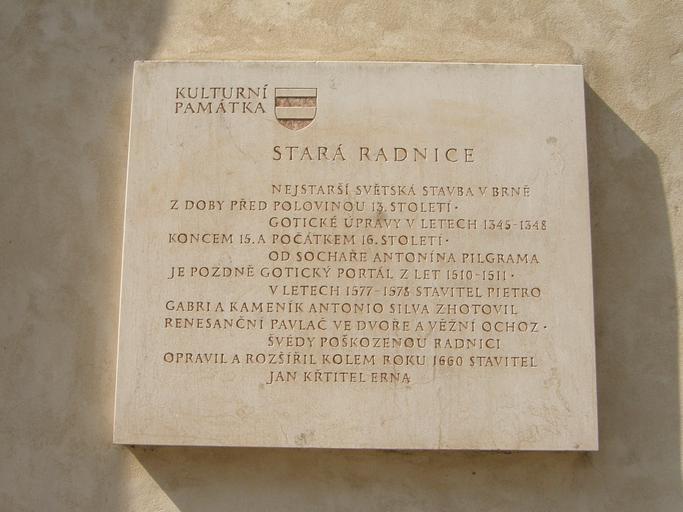 KULTURNÍ
PAMÁTKA
STARÁ RADNICE
NEJSTARŠÍ SVĚTSKÁ STAVBA V BRNĚ
Z DOBY PŘED POLOVINOU 13. STOLETÍ •
GOTICKÉ ÚPRAVY V LETECH 1345-1348
KONCEM 15. A POČÁTKEM 16. STOLETÍ •
OD SOCHAŘE ANTONÍNA PILGRAMA
JE POZDNĚ GOTICKÝ PORTÁL Z LET 1510-1511 •
V LETECH 1577-1578 STAVITEL PIETRO
GABRI A KAMENÍK ANTONIO SILVA ZHOTOVIL
RENESANČNÍ PAVLAČ VE DVOŘE A VĚŽNÍ OCHOZ •
ŠVÉDY POŠKOZENOU RADNICI
OPRAVIL A ROZŠÍŘIL KOLEM ROKU 1660 STAVITEL
JAN KŘTITEL ERNA